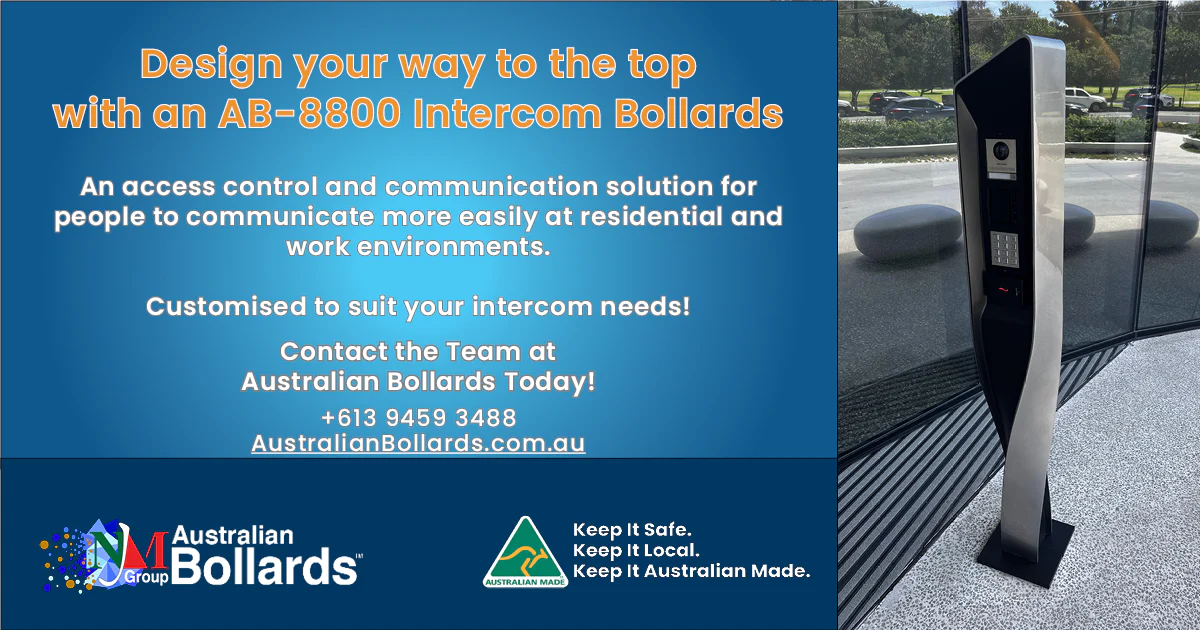 Design your way to the top
with an AB-8800 Intercom Bollards
An access control and communication solution for
people to communicate more easily at residential and
work environments.
Customised to suit your intercom needs!
Contact the Team at
Australian Bollards Today!
+613 9459 3488
AustralianBollards.com.au
NM
Group
Australian
Bollards™
AUSTRALIAN MADE
Keep It Safe.
Keep It Local.
Keep It Australian Made.